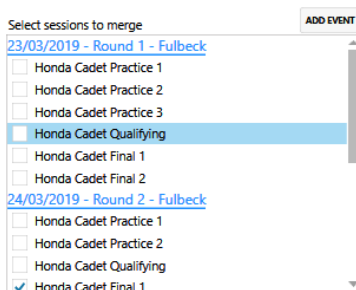 Select sessions to merge
ADD EVENT
23/03/2019 - Round 1 - Fulbeck
Honda Cadet Practice 1
Honda Cadet Practice 2
Honda Cadet Practice 3
Honda Cadet Qualifying
Honda Cadet Final 1
Honda Cadet Final 2
24/03/2019 - Round 2 - Fulbeck
Honda Cadet Practice 1
Honda Cadet Practice 2
Honda Cadet Qualifying
Honda Cadet Final 1